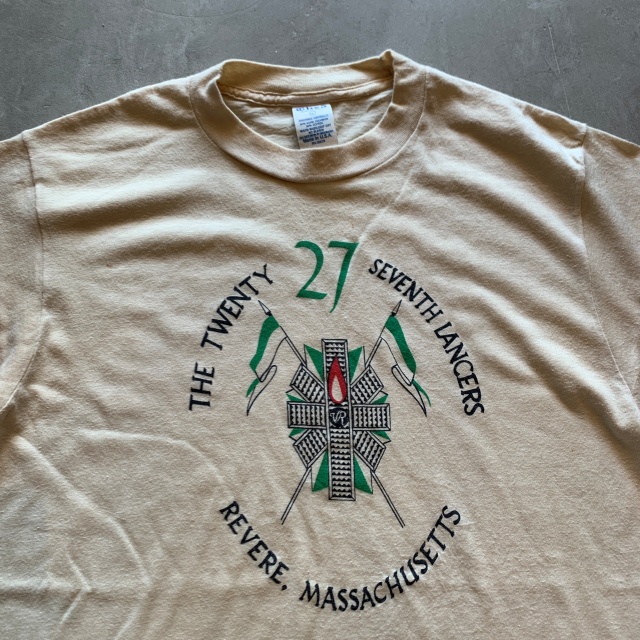 27
THE TWENTY SEVENTH LANCERS
REVERE, MASSACHUSETTS